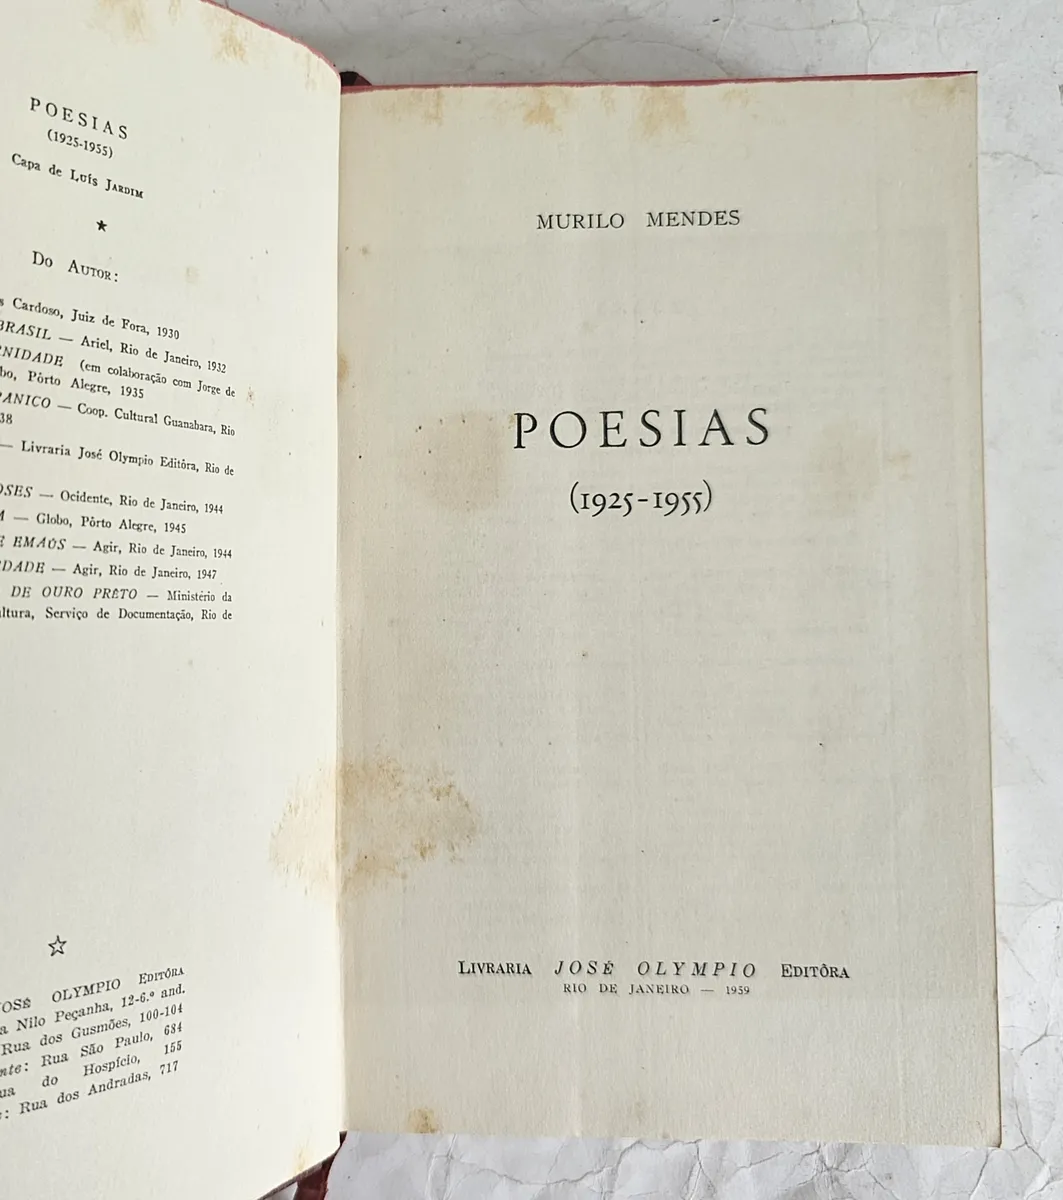 POESIAS
(1925-1955)
Capa de Luís Jardim
★
Do Autor:
Cardoso, Juiz de Fora, 1930
BRASIL — Ariel, Rio de Janeiro, 1932
NIDADE (em colaboração com Jorge de
Pôrto Alegre, 1935
ANICO — Coop. Cultural Guanabara, Rio
38
— Livraria José Olympio Editôra, Rio de
OSES — Ocidente, Rio de Janeiro, 1944
— Globo, Pôrto Alegre, 1945
EMAÚS — Agir, Rio de Janeiro, 1944
DADE — Agir, Rio de Janeiro, 1947
DE OURO PRÊTO — Ministério da
ltura, Serviço de Documentação, Rio de
☆
JOSÉ OLYMPIO Editôra
Nilo Peçanha, 12-6.º and.
Rua dos Gusmões, 100-104
nte: Rua São Paulo, 684
ua do Hospício, 155
: Rua dos Andradas, 717
MURILO MENDES
POESIAS
(1925-1955)
Livraria JOSÉ OLYMPIO Editôra
RIO DE JANEIRO — 1959